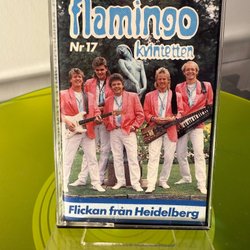 flamingo
Nr 17 kvintetten
Flickan från Heidelberg